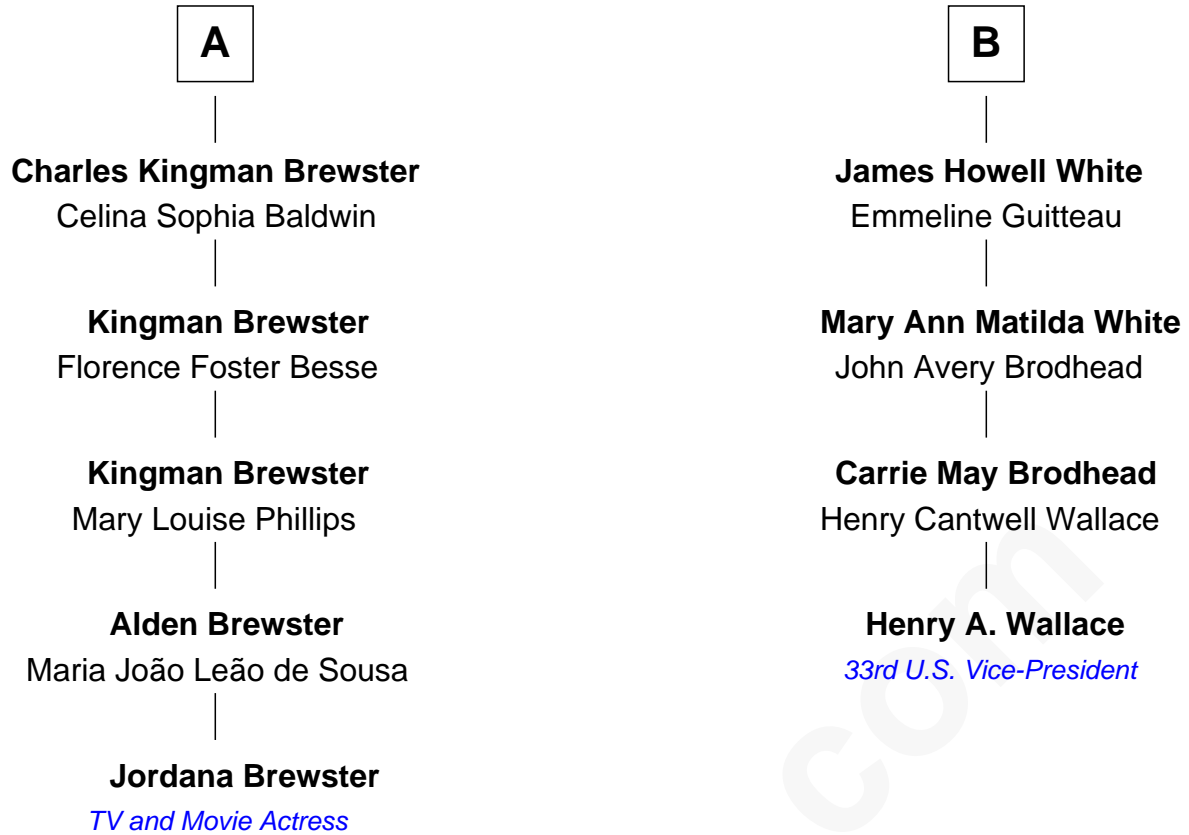 A
Charles Kingman Brewster
Celina Sophia Baldwin
Kingman Brewster
Florence Foster Besse
Kingman Brewster
Mary Louise Phillips
Alden Brewster
Maria João Leão de Sousa
Jordana Brewster
TV and Movie Actress
B
James Howell White
Emmeline Guitteau
Mary Ann Matilda White
John Avery Brodhead
Carrie May Brodhead
Henry Cantwell Wallace
Henry A. Wallace
33rd U.S. Vice-President
com